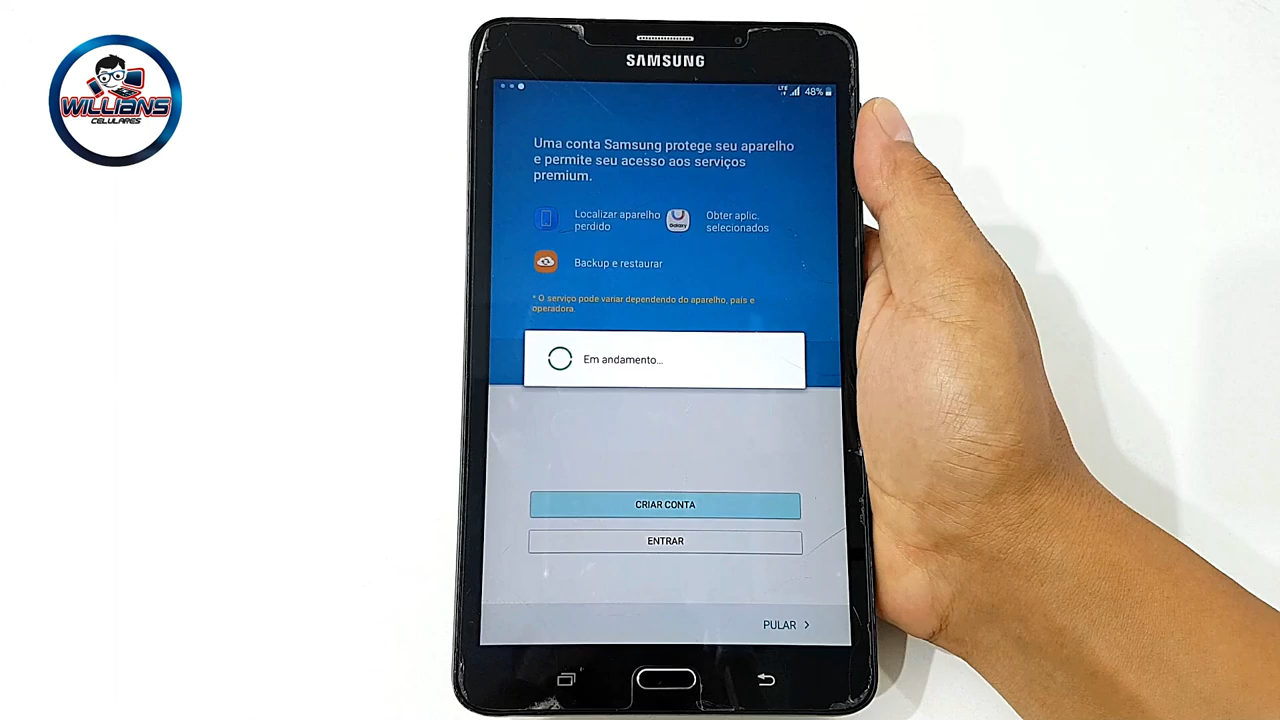 WILLIANS
CELULARES
SAMSUNG
LTE
48%
Uma conta Samsung protege seu aparelho
e permite seu acesso aos serviços
premium.
Localizar aparelho
perdido
Galaxy
Obter aplic.
selecionados
Backup e restaurar
* O serviço pode variar dependendo do aparelho, país e
operadora.
Em andamento...
CRIAR CONTA
ENTRAR
PULAR >